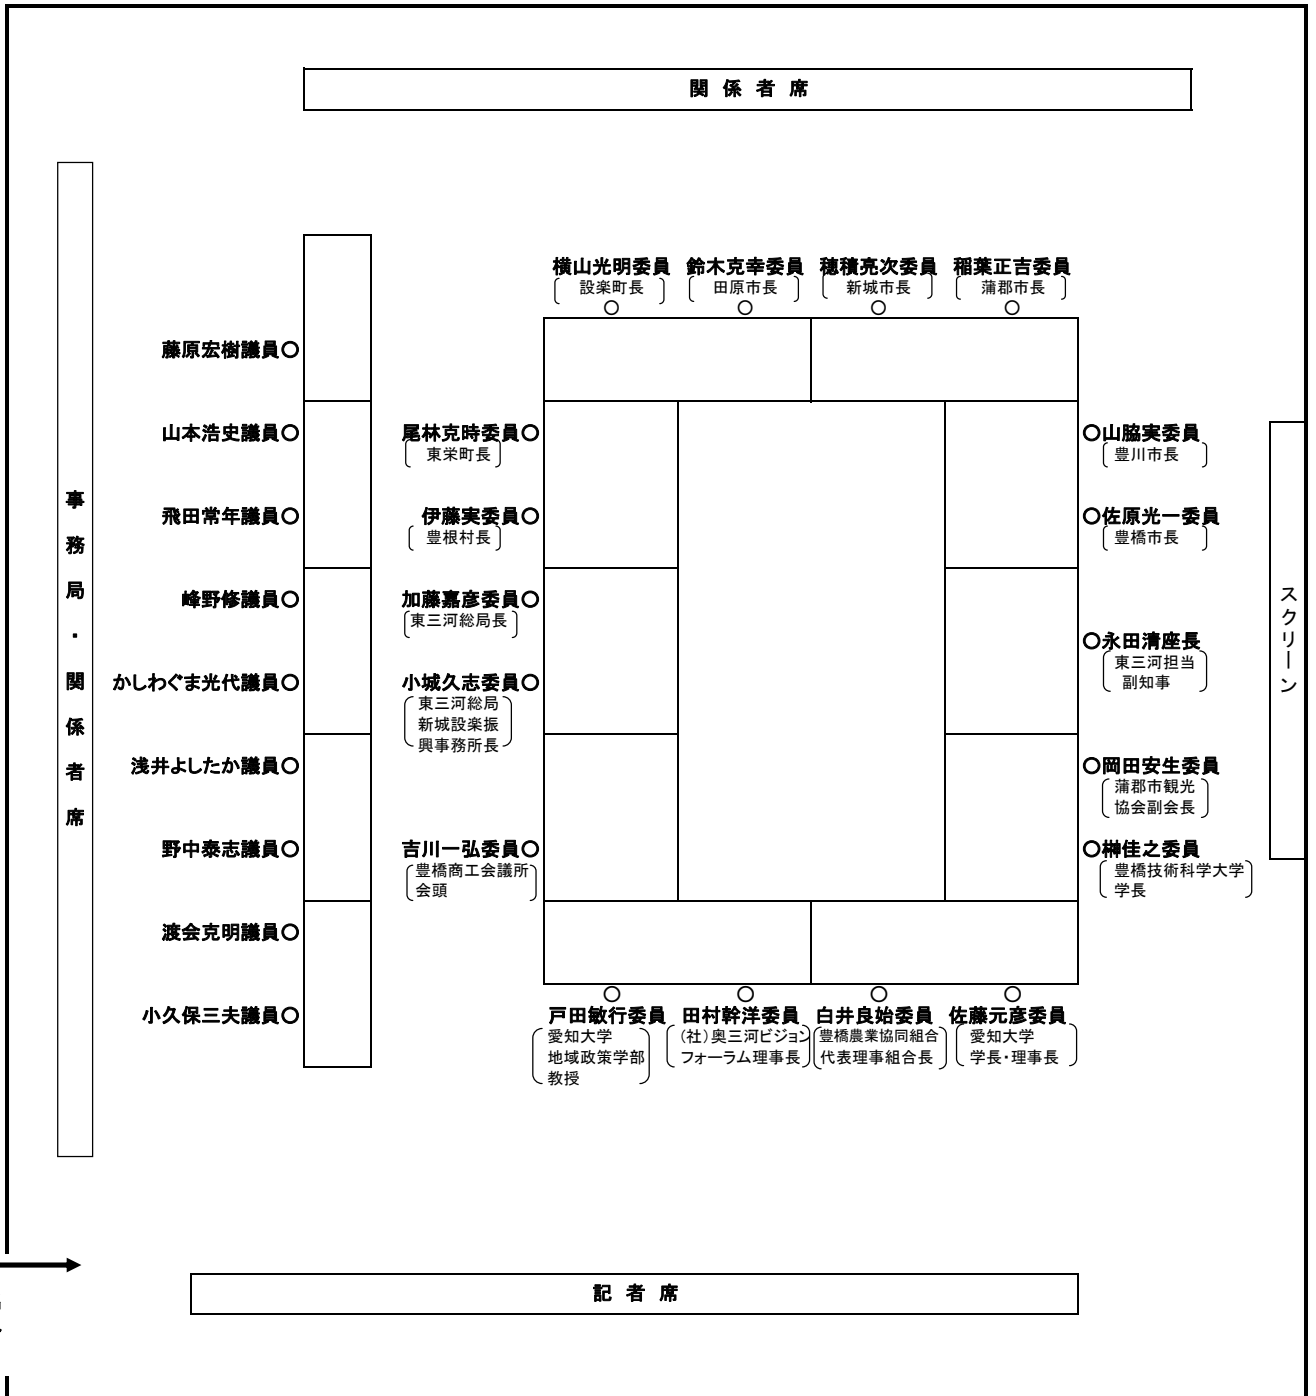 関係者席
横山光明委員 鈴木克幸委員 穂積亮次委員 稲葉正吉委員
設楽町長 田原市長 新城市長 蒲郡市長
事務局・関係者席
藤原宏樹議員○
山本浩史議員○
飛田常年議員○
峰野修議員○
かしわぐま光代議員○
浅井よしたか議員○
野中泰志議員○
渡会克明議員○
小久保三夫議員○
尾林克時委員○
東栄町長
伊藤実委員○
豊根村長
加藤嘉彦委員○
東三河総局長
小城久志委員○
東三河総局
新城設楽振
興事務所長
吉川一弘委員○
豊橋商工会議所
会頭
○山脇実委員
豊川市長
○佐原光一委員
豊橋市長
○永田清座長
東三河担当
副知事
○岡田安生委員
蒲郡市観光
協会副会長
○榊佳之委員
豊橋技術科学大学
学長
スクリーン
戸田敏行委員
愛知大学
地域政策学部
教授
田村幹洋委員
(社)奥三河ビジョン
フォーラム理事長
白井良始委員
豊橋農業協同組合
代表理事組合長
佐藤元彦委員
愛知大学
学長・理事長
記者席